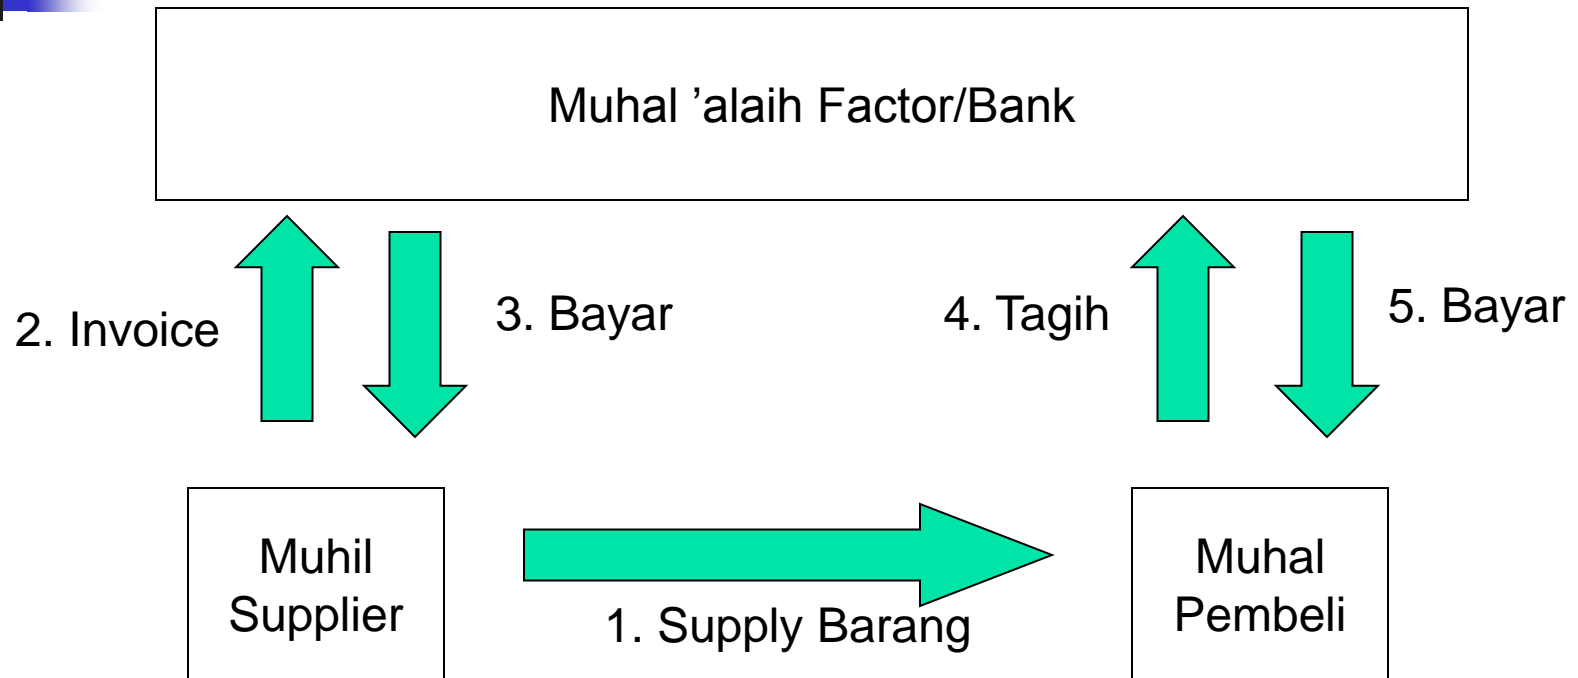 Muhal ’alaih Factor/Bank
2. Invoice
3. Bayar
4. Tagih
5. Bayar
Muhil
Supplier
1. Supply Barang
Muhal
Pembeli